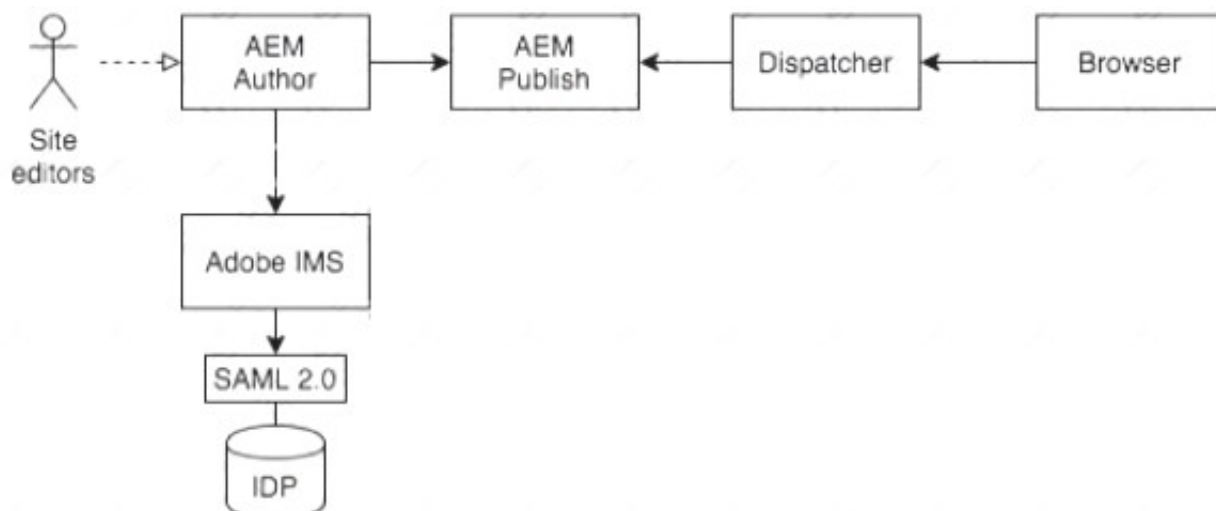 AEM
Author
AEM
Publish
Dispatcher
Browser
Site
editors
Adobe IMS
SAML 2.0
IDP